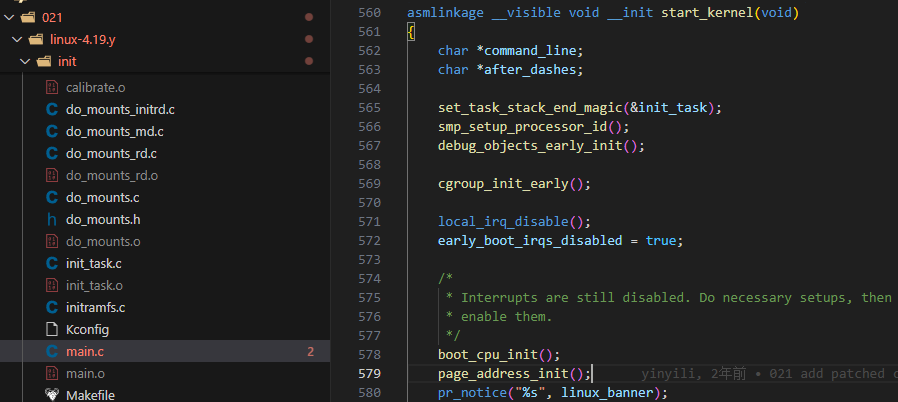 021
linux-4.19.y
init
calibrate.o
do_mounts_initrd.c
do_mounts_md.c
do_mounts_rd.c
do_mounts_rd.o
do_mounts.c
do_mounts.h
do_mounts.o
init_task.c
init_task.o
initramfs.c
Kconfig
main.c 2
main.o
Makefile
560 asmlinkage __visible void __init start_kernel(void)
561 {
562 char *command_line;
563 char *after_dashes;
564
565 set_task_stack_end_magic(&init_task);
566 smp_setup_processor_id();
567 debug_objects_early_init();
568
569 cgroup_init_early();
570
571 local_irq_disable();
572 early_boot_irqs_disabled = true;
573
574 /*
575 * Interrupts are still disabled. Do necessary setups, then
576 * enable them.
577 */
578 boot_cpu_init();
579 page_address_init(); yinyili, 2年前 • 021 add patched
580 pr_notice("%s", linux_banner);